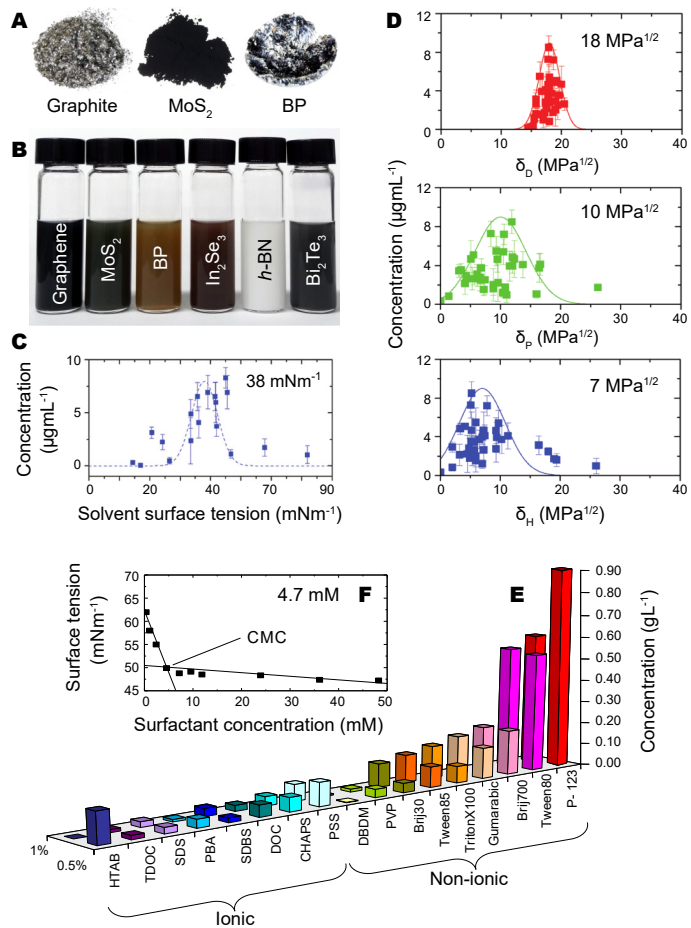 A
Graphite
MoS2
BP
B
Graphene
MoS2
BP
In2Se3
h-BN
Bi2Te3
C
Concentration
(µgmL-1)
10
5
0
38 mNm-1
0
30
60
90
Solvent surface tension (mNm-1)
D
Concentration (µgmL-1)
12
8
4
0
18 MPa1/2
0
10
20
30
40
δD (MPa1/2)
12
8
4
0
10 MPa1/2
0
10
20
30
40
δP (MPa1/2)
12
8
4
0
7 MPa1/2
0
10
20
30
40
δH (MPa1/2)
F
Surface tension
(mNm-1)
65
60
55
50
45
4.7 mM
CMC
0
10
20
30
40
50
Surfactant concentration (mM)
E
0.90
0.80
0.70
0.60
0.50
0.40
0.30
0.20
0.10
0.00
Concentration (gL-1)
1%
0.5%
HTAB
TDOC
SDS
PBA
SDBS
DOC
CHAPS
PSS
DBDM
PVP
Brij30
Tween85
TritonX100
Gumarabic
Brij700
Tween80
P-123
Ionic
Non-ionic